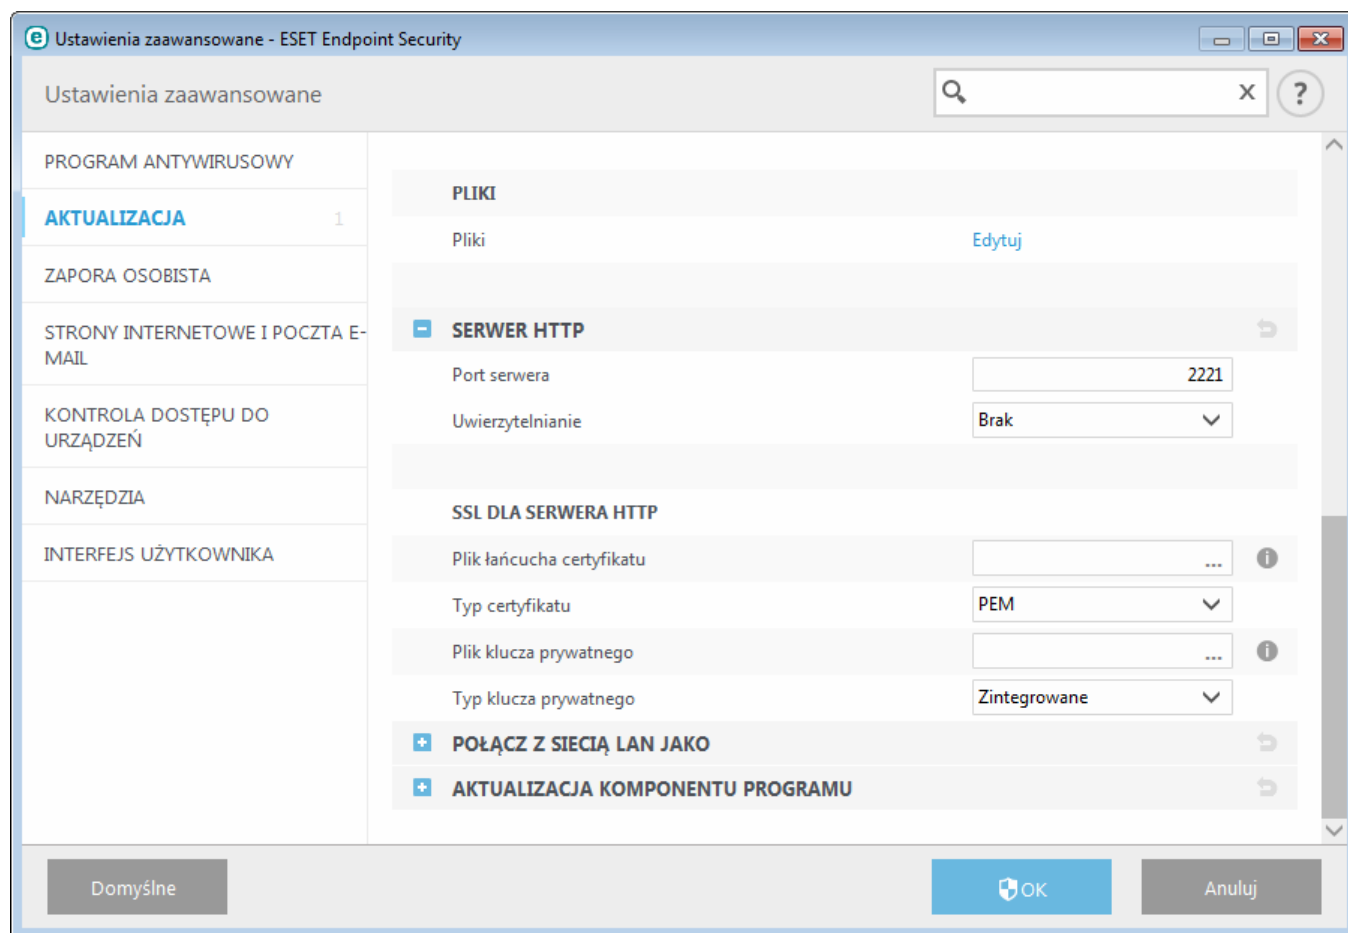 e Ustawienia zaawansowane - ESET Endpoint Security
Ustawienia zaawansowane
x
?
PROGRAM ANTYWIRUSOWY
AKTUALIZACJA 1
ZAPORA OSOBISTA
STRONY INTERNETOWE I POCZTA E-
MAIL
KONTROLA DOSTĘPU DO
URZĄDZEŃ
NARZĘDZIA
INTERFEJS UŻYTKOWNIKA
PLIKI
Pliki Edytuj
SERWER HTTP
Port serwera 2221
Uwierzytelnianie Brak
SSL DLA SERWERA HTTP
Plik łańcucha certyfikatu ...
Typ certyfikatu PEM
Plik klucza prywatnego ...
Typ klucza prywatnego Zintegrowane
POŁĄCZ Z SIECIĄ LAN JAKO
AKTUALIZACJA KOMPONENTU PROGRAMU
Domyślne OK Anuluj